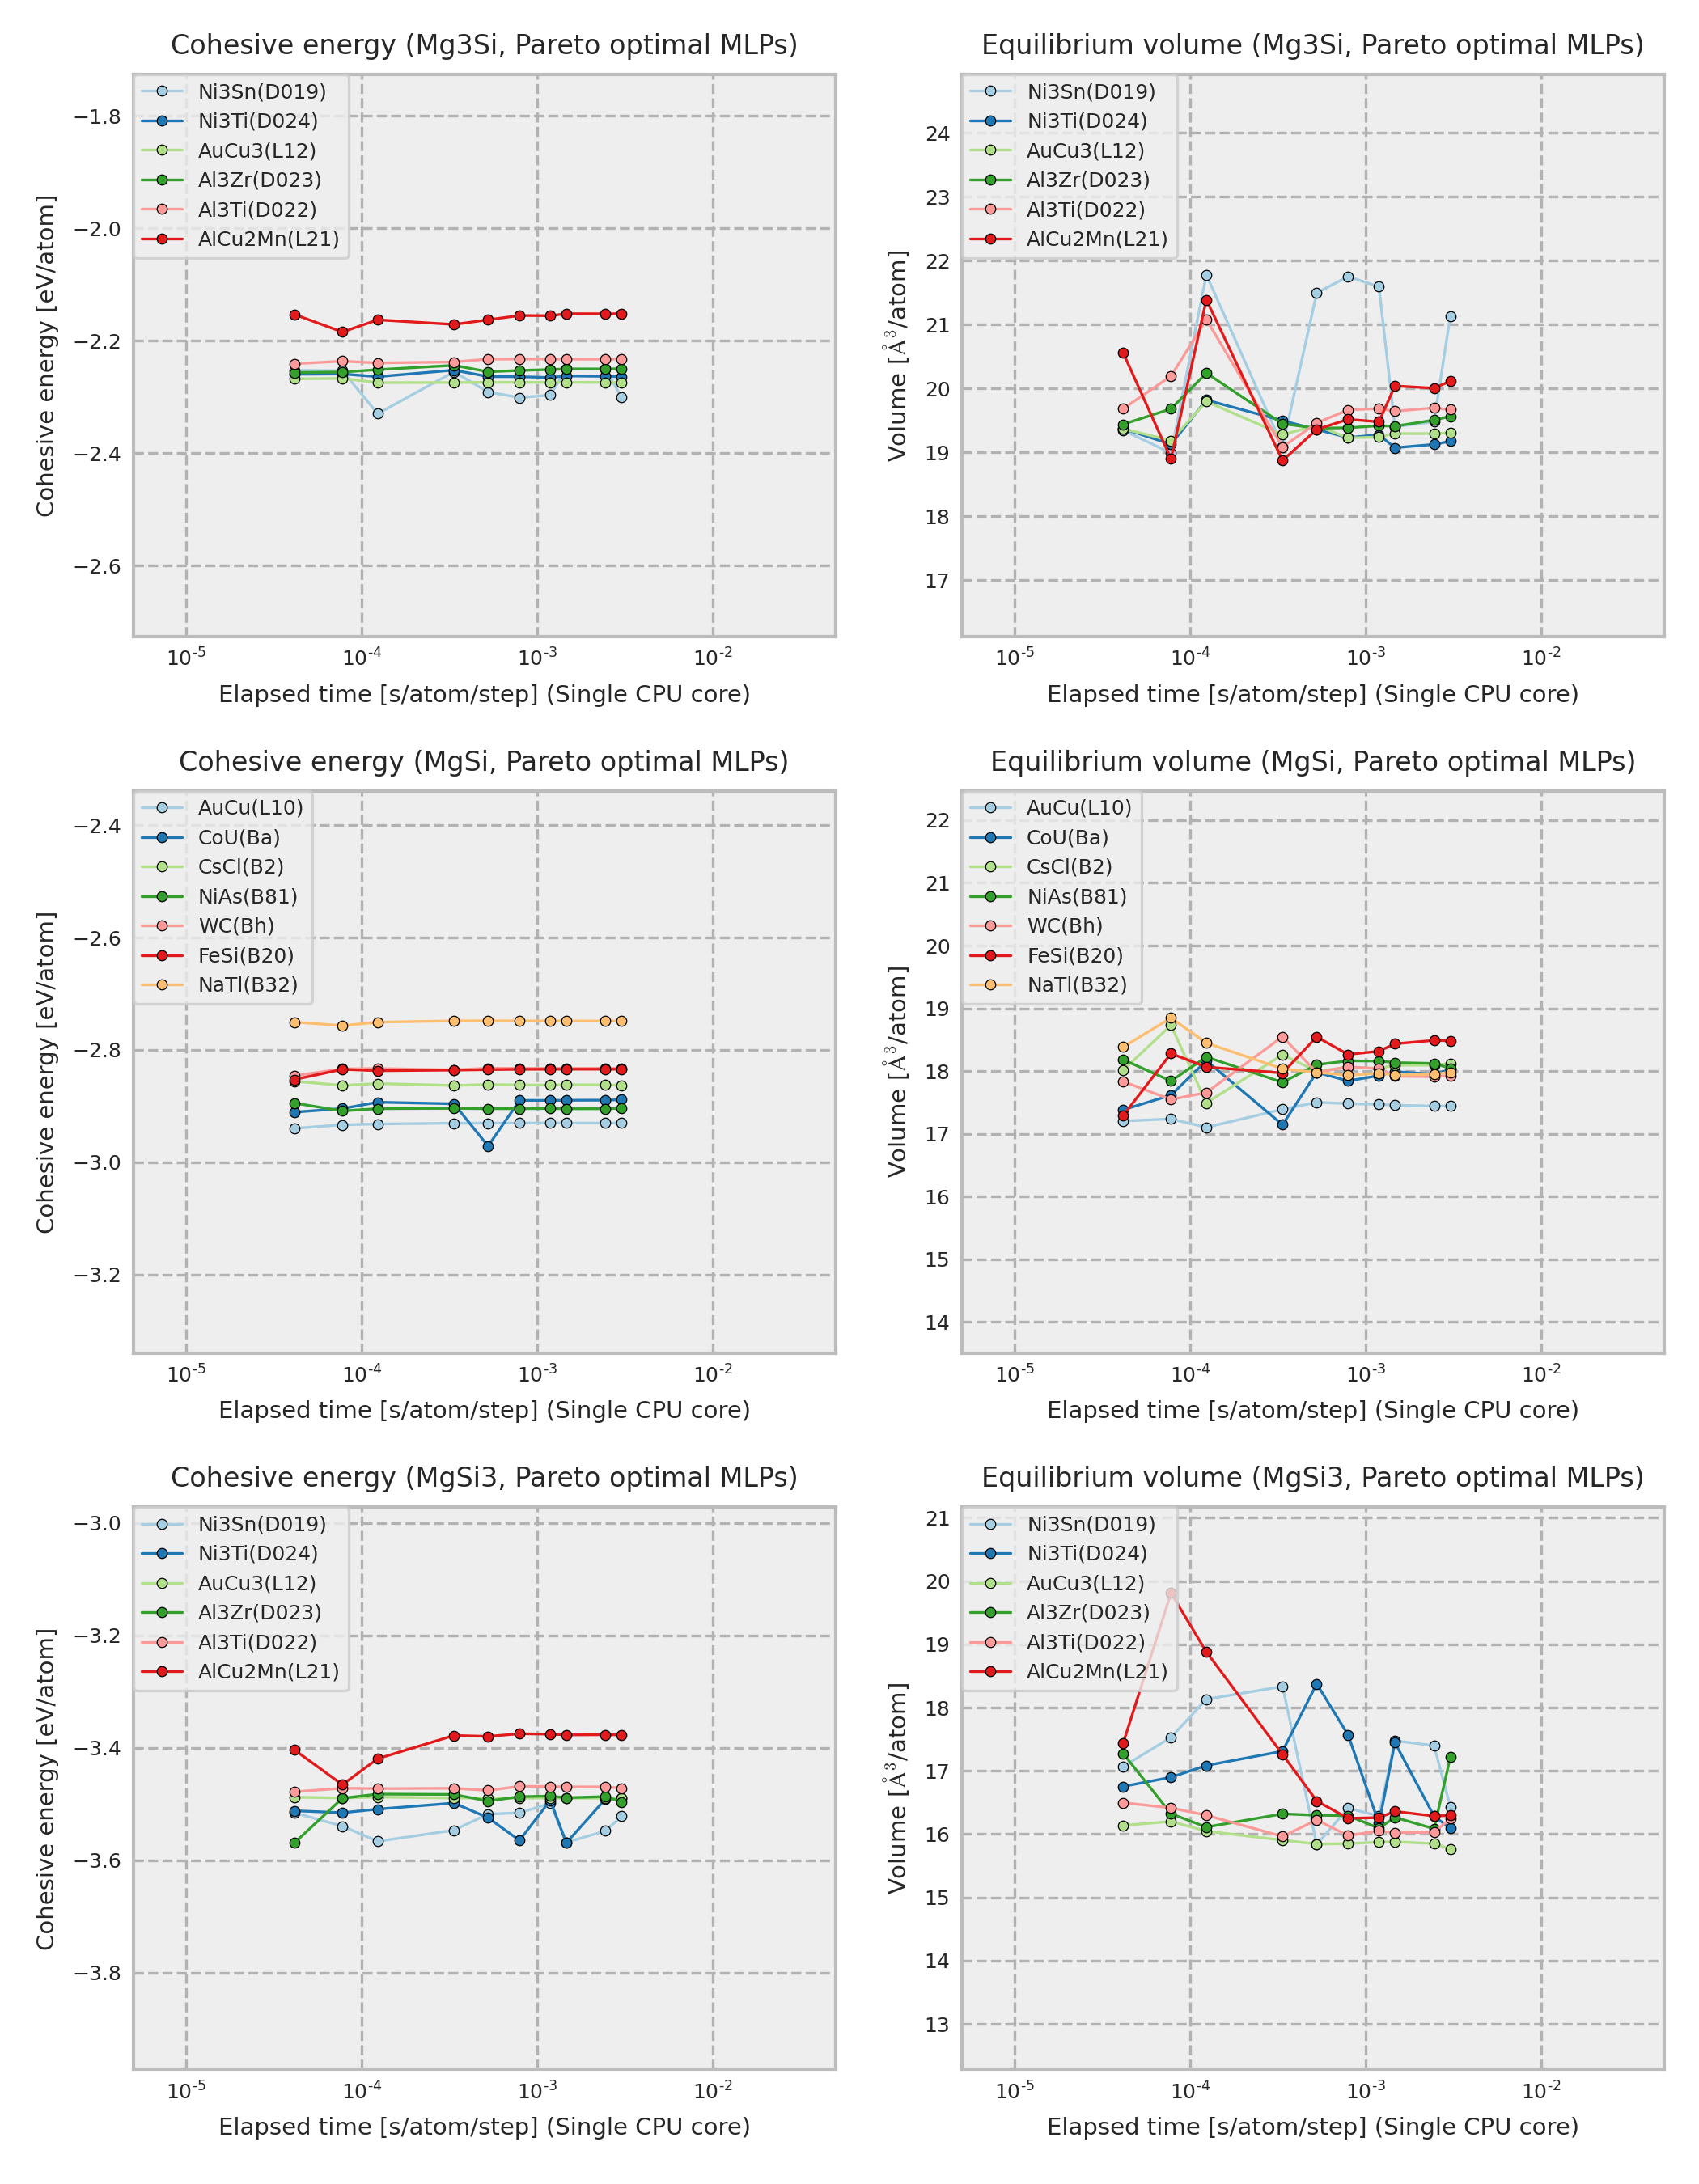 Cohesive energy (Mg3Si, Pareto optimal MLPs)
Cohesive energy [eV/atom]
−1.8
−2.0
−2.2
−2.4
−2.6
Ni3Sn(D019)
Ni3Ti(D024)
AuCu3(L12)
Al3Zr(D023)
Al3Ti(D022)
AlCu2Mn(L21)
10-5
10-4
10-3
10-2
Elapsed time [s/atom/step] (Single CPU core)
Equilibrium volume (Mg3Si, Pareto optimal MLPs)
Volume [Å3/atom]
24
23
22
21
20
19
18
17
Ni3Sn(D019)
Ni3Ti(D024)
AuCu3(L12)
Al3Zr(D023)
Al3Ti(D022)
AlCu2Mn(L21)
10-5
10-4
10-3
10-2
Elapsed time [s/atom/step] (Single CPU core)
Cohesive energy (MgSi, Pareto optimal MLPs)
Cohesive energy [eV/atom]
−2.4
−2.6
−2.8
−3.0
−3.2
AuCu(L10)
CoU(Ba)
CsCl(B2)
NiAs(B81)
WC(Bh)
FeSi(B20)
NaTl(B32)
10-5
10-4
10-3
10-2
Elapsed time [s/atom/step] (Single CPU core)
Equilibrium volume (MgSi, Pareto optimal MLPs)
Volume [Å3/atom]
22
21
20
19
18
17
16
15
14
AuCu(L10)
CoU(Ba)
CsCl(B2)
NiAs(B81)
WC(Bh)
FeSi(B20)
NaTl(B32)
10-5
10-4
10-3
10-2
Elapsed time [s/atom/step] (Single CPU core)
Cohesive energy (MgSi3, Pareto optimal MLPs)
Cohesive energy [eV/atom]
−3.0
−3.2
−3.4
−3.6
−3.8
Ni3Sn(D019)
Ni3Ti(D024)
AuCu3(L12)
Al3Zr(D023)
Al3Ti(D022)
AlCu2Mn(L21)
10-5
10-4
10-3
10-2
Elapsed time [s/atom/step] (Single CPU core)
Equilibrium volume (MgSi3, Pareto optimal MLPs)
Volume [Å3/atom]
21
20
19
18
17
16
15
14
13
Ni3Sn(D019)
Ni3Ti(D024)
AuCu3(L12)
Al3Zr(D023)
Al3Ti(D022)
AlCu2Mn(L21)
10-5
10-4
10-3
10-2
Elapsed time [s/atom/step] (Single CPU core)